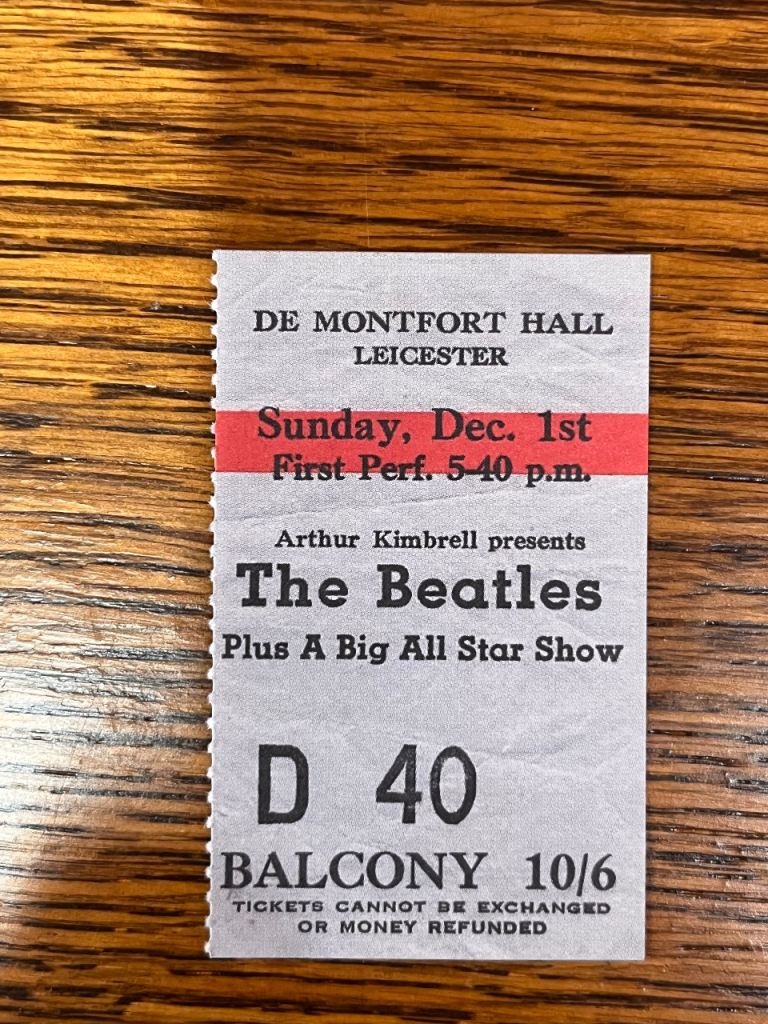 DE MONTFORT HALL
LEICESTER
Sunday, Dec. 1st
First Perf. 5-40 p.m.
Arthur Kimbrell presents
The Beatles
Plus A Big All Star Show
D 40
BALCONY 10/6
TICKETS CANNOT BE EXCHANGED
OR MONEY REFUNDED